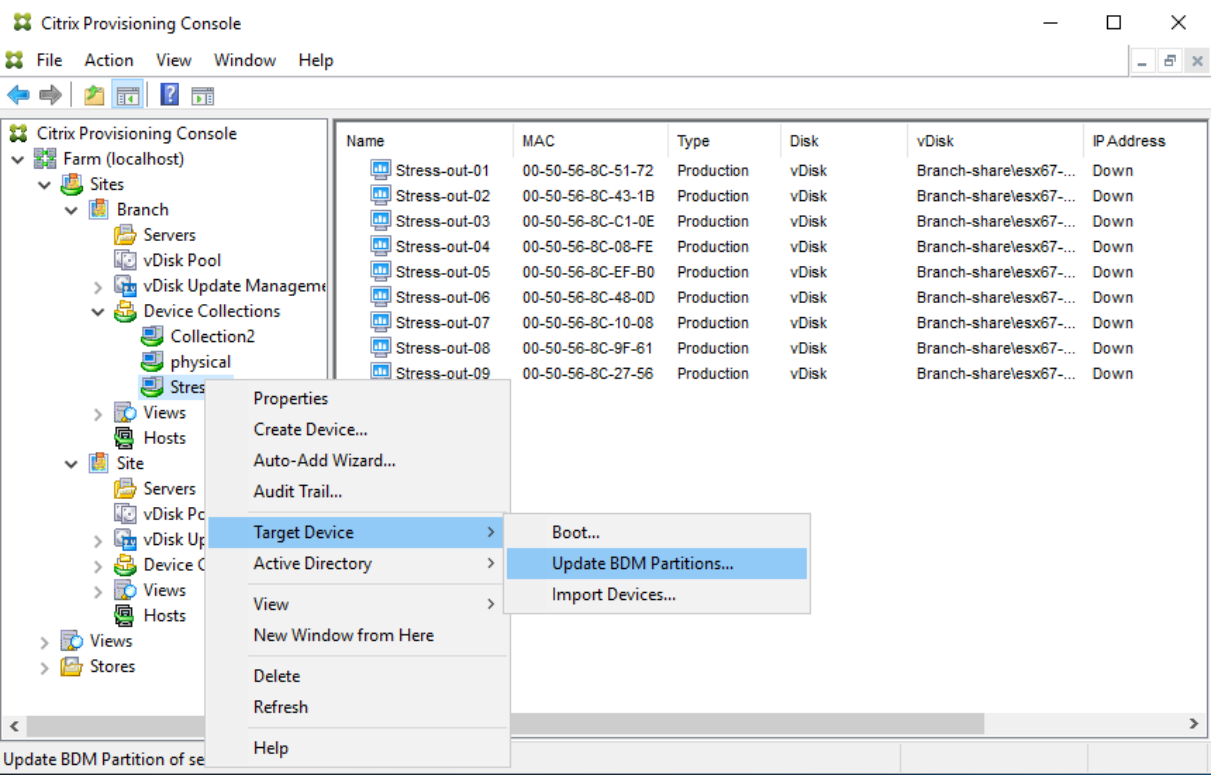 Citrix Provisioning Console
File Action View Window Help
Citrix Provisioning Console
Farm (localhost)
Sites
Branch
Servers
vDisk Pool
vDisk Update Manageme
Device Collections
Collection2
physical
Stres
Views
Hosts
Site
Servers
vDisk Po
vDisk Up
Device C
Views
Hosts
Views
Stores
Name MAC Type Disk vDisk IP Address
Stress-out-01 00-50-56-8C-51-72 Production vDisk Branch-share\esx67-... Down
Stress-out-02 00-50-56-8C-43-1B Production vDisk Branch-share\esx67-... Down
Stress-out-03 00-50-56-8C-C1-0E Production vDisk Branch-share\esx67-... Down
Stress-out-04 00-50-56-8C-08-FE Production vDisk Branch-share\esx67-... Down
Stress-out-05 00-50-56-8C-EF-B0 Production vDisk Branch-share\esx67-... Down
Stress-out-06 00-50-56-8C-48-0D Production vDisk Branch-share\esx67-... Down
Stress-out-07 00-50-56-8C-10-08 Production vDisk Branch-share\esx67-... Down
Stress-out-08 00-50-56-8C-9F-61 Production vDisk Branch-share\esx67-... Down
Stress-out-09 00-50-56-8C-27-56 Production vDisk Branch-share\esx67-... Down
Properties
Create Device...
Auto-Add Wizard...
Audit Trail...
Target Device
Active Directory
View
New Window from Here
Delete
Refresh
Help
Boot...
Update BDM Partitions...
Import Devices...
Update BDM Partition of se